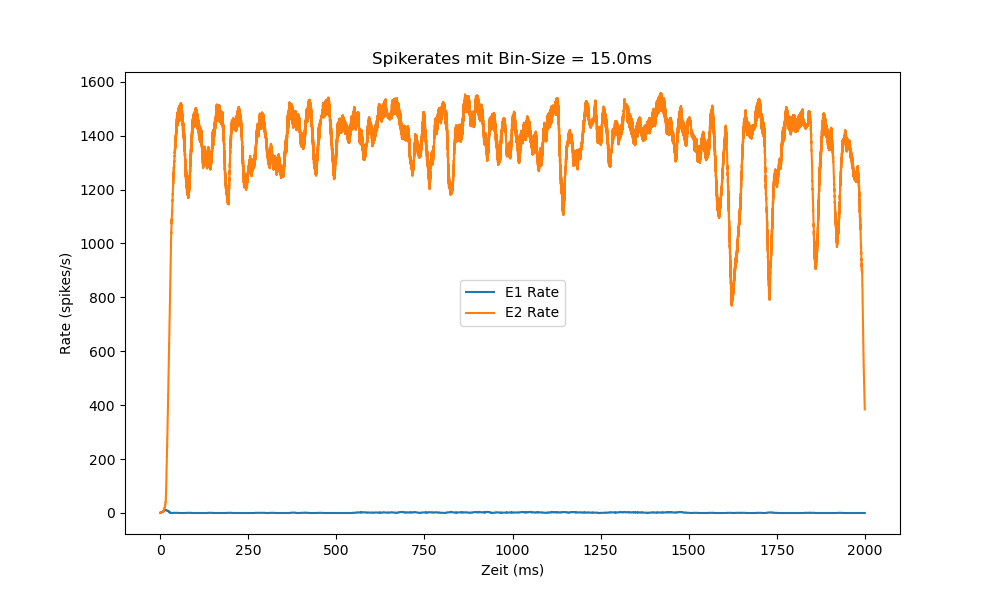 Spikerates mit Bin-Size = 15.0ms
1600
1400
1200
1000
800
600
400
200
0
Rate (spikes/s)
E1 Rate
E2 Rate
0 250 500 750 1000 1250 1500 1750 2000
Zeit (ms)